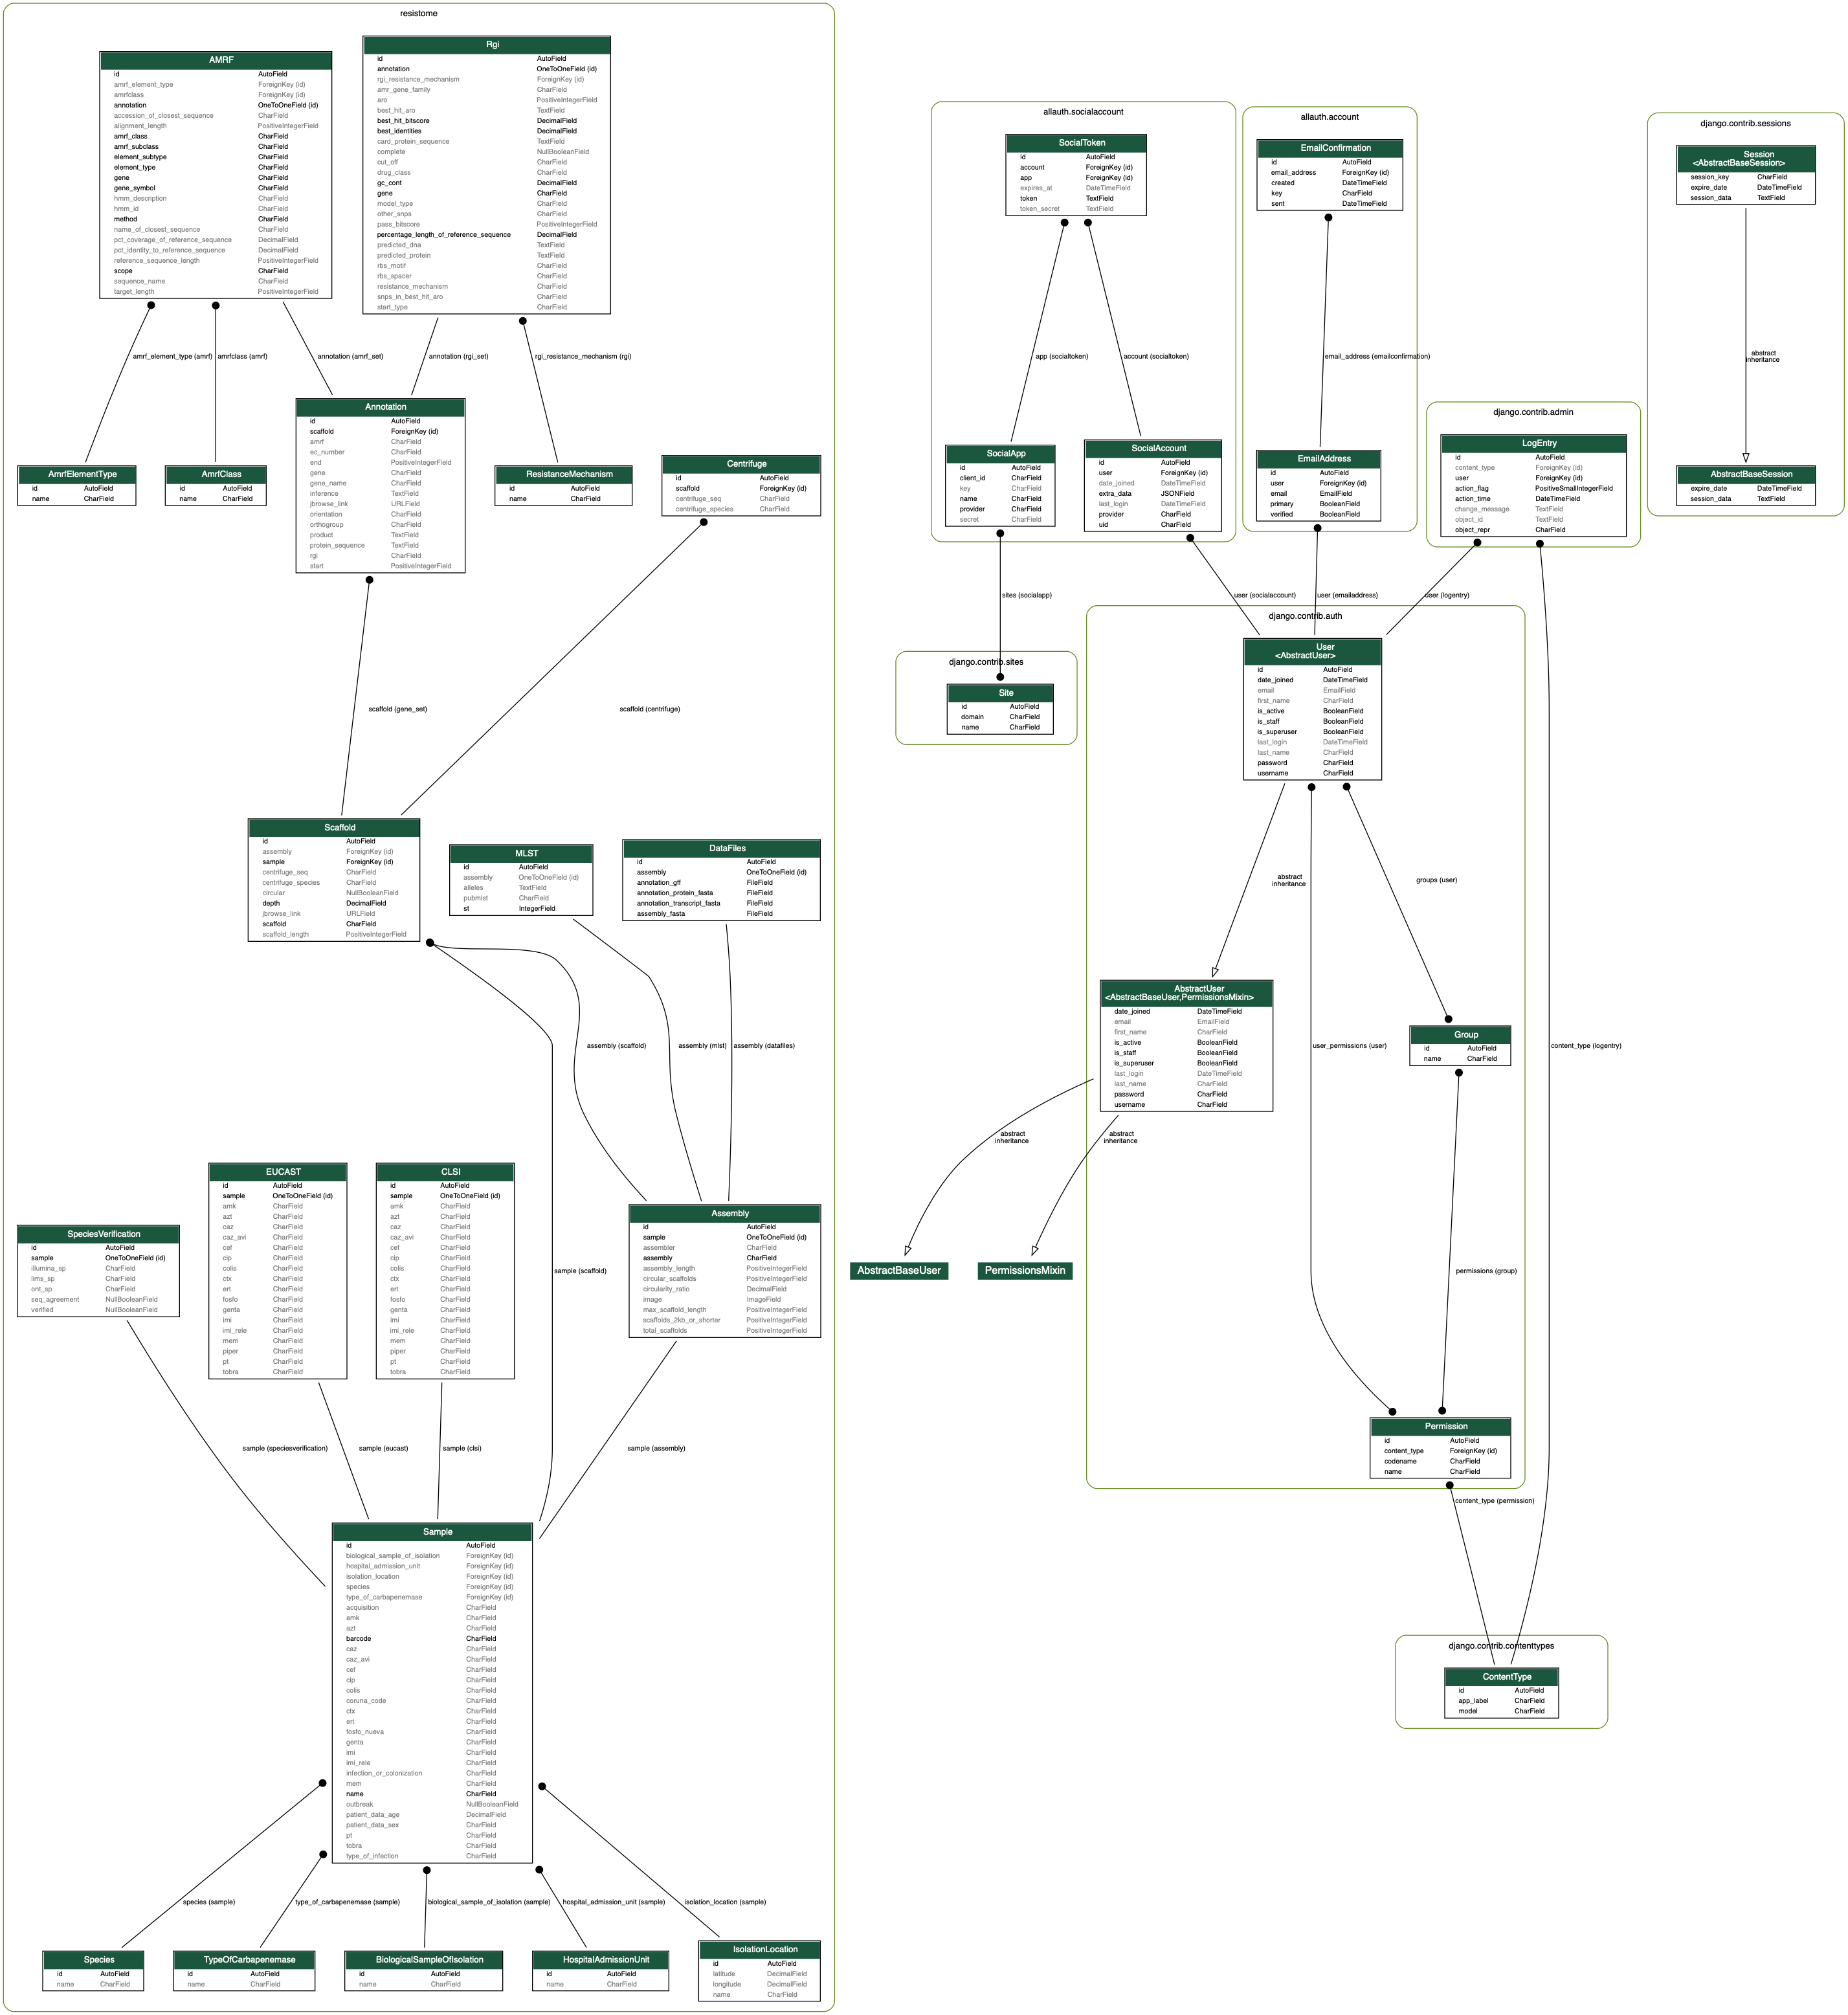 resistome
AMRF
id AutoField
amrf_element_type ForeignKey (id)
amrfclass ForeignKey (id)
annotation OneToOneField (id)
accession_of_closest_sequence CharField
alignment_length PositiveIntegerField
amrf_class CharField
amrf_subclass CharField
element_subtype CharField
element_type CharField
gene CharField
gene_symbol CharField
hmm_description CharField
hmm_id CharField
method CharField
name_of_closest_sequence CharField
pct_coverage_of_reference_sequence DecimalField
pct_identity_to_reference_sequence DecimalField
reference_sequence_length PositiveIntegerField
scope CharField
sequence_name CharField
target_length PositiveIntegerField
Rgi
id AutoField
annotation OneToOneField (id)
rgi_resistance_mechanism ForeignKey (id)
amr_gene_family CharField
aro PositiveIntegerField
best_hit_aro TextField
best_hit_bitscore DecimalField
best_identities DecimalField
card_protein_sequence TextField
complete NullBooleanField
cut_off CharField
drug_class CharField
gc_cont DecimalField
gene CharField
model_type CharField
other_snps CharField
pass_bitscore PositiveIntegerField
percentage_length_of_reference_sequence DecimalField
predicted_dna TextField
predicted_protein TextField
rbs_motif CharField
rbs_spacer CharField
resistance_mechanism CharField
snps_in_best_hit_aro CharField
start_type CharField
amrf_element_type (amrf)
amrfclass (amrf)
annotation (amrf_set)
annotation (rgi_set)
rgi_resistance_mechanism (rgi)
AmrfElementType
id AutoField
name CharField
AmrfClass
id AutoField
name CharField
Annotation
id AutoField
scaffold ForeignKey (id)
amrf CharField
ec_number CharField
end PositiveIntegerField
gene CharField
gene_name CharField
inference TextField
jbrowse_link URLField
orientation CharField
orthogroup CharField
product TextField
protein_sequence TextField
rgi CharField
start PositiveIntegerField
ResistanceMechanism
id AutoField
name CharField
Centrifuge
id AutoField
scaffold ForeignKey (id)
centrifuge_seq CharField
centrifuge_species CharField
scaffold (gene_set)
scaffold (centrifuge)
Scaffold
id AutoField
assembly ForeignKey (id)
sample ForeignKey (id)
centrifuge_seq CharField
centrifuge_species CharField
circular NullBooleanField
depth DecimalField
jbrowse_link URLField
scaffold CharField
scaffold_length PositiveIntegerField
MLST
id AutoField
assembly OneToOneField (id)
alleles TextField
pubmlst CharField
st IntegerField
DataFiles
id AutoField
assembly OneToOneField (id)
annotation_gff FileField
annotation_protein_fasta FileField
annotation_transcript_fasta FileField
assembly_fasta FileField
assembly (scaffold)
assembly (mlst)
assembly (datafiles)
SpeciesVerification
id AutoField
sample OneToOneField (id)
illumina_sp CharField
lims_sp CharField
ont_sp CharField
seq_agreement NullBooleanField
verified NullBooleanField
EUCAST
id AutoField
sample OneToOneField (id)
amk CharField
azt CharField
caz CharField
caz_avi CharField
cef CharField
cip CharField
colis CharField
ctx CharField
ert CharField
fosfo CharField
genta CharField
imi CharField
imi_rele CharField
mem CharField
piper CharField
pt CharField
tobra CharField
CLSI
id AutoField
sample OneToOneField (id)
amk CharField
azt CharField
caz CharField
caz_avi CharField
cef CharField
cip CharField
colis CharField
ctx CharField
ert CharField
fosfo CharField
genta CharField
imi CharField
imi_rele CharField
mem CharField
piper CharField
pt CharField
tobra CharField
sample (scaffold)
Assembly
id AutoField
sample OneToOneField (id)
assembler CharField
assembly CharField
assembly_length PositiveIntegerField
circular_scaffolds PositiveIntegerField
circularity_ratio DecimalField
image ImageField
max_scaffold_length PositiveIntegerField
scaffolds_2kb_or_shorter PositiveIntegerField
total_scaffolds PositiveIntegerField
sample (speciesverification)
sample (eucast)
sample (clsi)
sample (assembly)
Sample
id AutoField
biological_sample_of_isolation ForeignKey (id)
hospital_admission_unit ForeignKey (id)
isolation_location ForeignKey (id)
species ForeignKey (id)
type_of_carbapenemase ForeignKey (id)
acquisition CharField
amk CharField
azt CharField
barcode CharField
caz CharField
caz_avi CharField
cef CharField
cip CharField
colis CharField
coruna_code CharField
ctx CharField
ert CharField
fosfo_nueva CharField
genta CharField
imi CharField
imi_rele CharField
infection_or_colonization CharField
mem CharField
name CharField
outbreak NullBooleanField
patient_data_age DecimalField
patient_data_sex CharField
pt CharField
tobra CharField
type_of_infection CharField
species (sample)
type_of_carbapenemase (sample)
biological_sample_of_isolation (sample)
hospital_admission_unit (sample)
isolation_location (sample)
Species
id AutoField
name CharField
TypeOfCarbapenemase
id AutoField
name CharField
BiologicalSampleOfIsolation
id AutoField
name CharField
HospitalAdmissionUnit
id AutoField
name CharField
IsolationLocation
id AutoField
latitude DecimalField
longitude DecimalField
name CharField
allauth.socialaccount
SocialToken
id AutoField
account ForeignKey (id)
app ForeignKey (id)
expires_at DateTimeField
token TextField
token_secret TextField
app (socialtoken)
account (socialtoken)
SocialApp
id AutoField
client_id CharField
key CharField
name CharField
provider CharField
secret CharField
SocialAccount
id AutoField
user ForeignKey (id)
date_joined DateTimeField
extra_data JSONField
last_login DateTimeField
provider CharField
uid CharField
allauth.account
EmailConfirmation
id AutoField
email_address ForeignKey (id)
created DateTimeField
key CharField
sent DateTimeField
email_address (emailconfirmation)
EmailAddress
id AutoField
user ForeignKey (id)
email EmailField
primary BooleanField
verified BooleanField
django.contrib.sessions
Session
<AbstractBaseSession>
session_key CharField
expire_date DateTimeField
session_data TextField
abstract
inheritance
AbstractBaseSession
expire_date DateTimeField
session_data TextField
django.contrib.admin
LogEntry
id AutoField
content_type ForeignKey (id)
user ForeignKey (id)
action_flag PositiveSmallIntegerField
action_time DateTimeField
change_message TextField
object_id TextField
object_repr CharField
sites (socialapp)
user (socialaccount)
user (emailaddress)
user (logentry)
django.contrib.sites
Site
id AutoField
domain CharField
name CharField
django.contrib.auth
User
<AbstractUser>
id AutoField
date_joined DateTimeField
email EmailField
first_name CharField
is_active BooleanField
is_staff BooleanField
is_superuser BooleanField
last_login DateTimeField
last_name CharField
password CharField
username CharField
abstract
inheritance
groups (user)
AbstractUser
<AbstractBaseUser,PermissionsMixin>
date_joined DateTimeField
email EmailField
first_name CharField
is_active BooleanField
is_staff BooleanField
is_superuser BooleanField
last_login DateTimeField
last_name CharField
password CharField
username CharField
user_permissions (user)
Group
id AutoField
name CharField
content_type (logentry)
abstract
inheritance
abstract
inheritance
AbstractBaseUser
PermissionsMixin
permissions (group)
Permission
id AutoField
content_type ForeignKey (id)
codename CharField
name CharField
content_type (permission)
django.contrib.contenttypes
ContentType
id AutoField
app_label CharField
model CharField